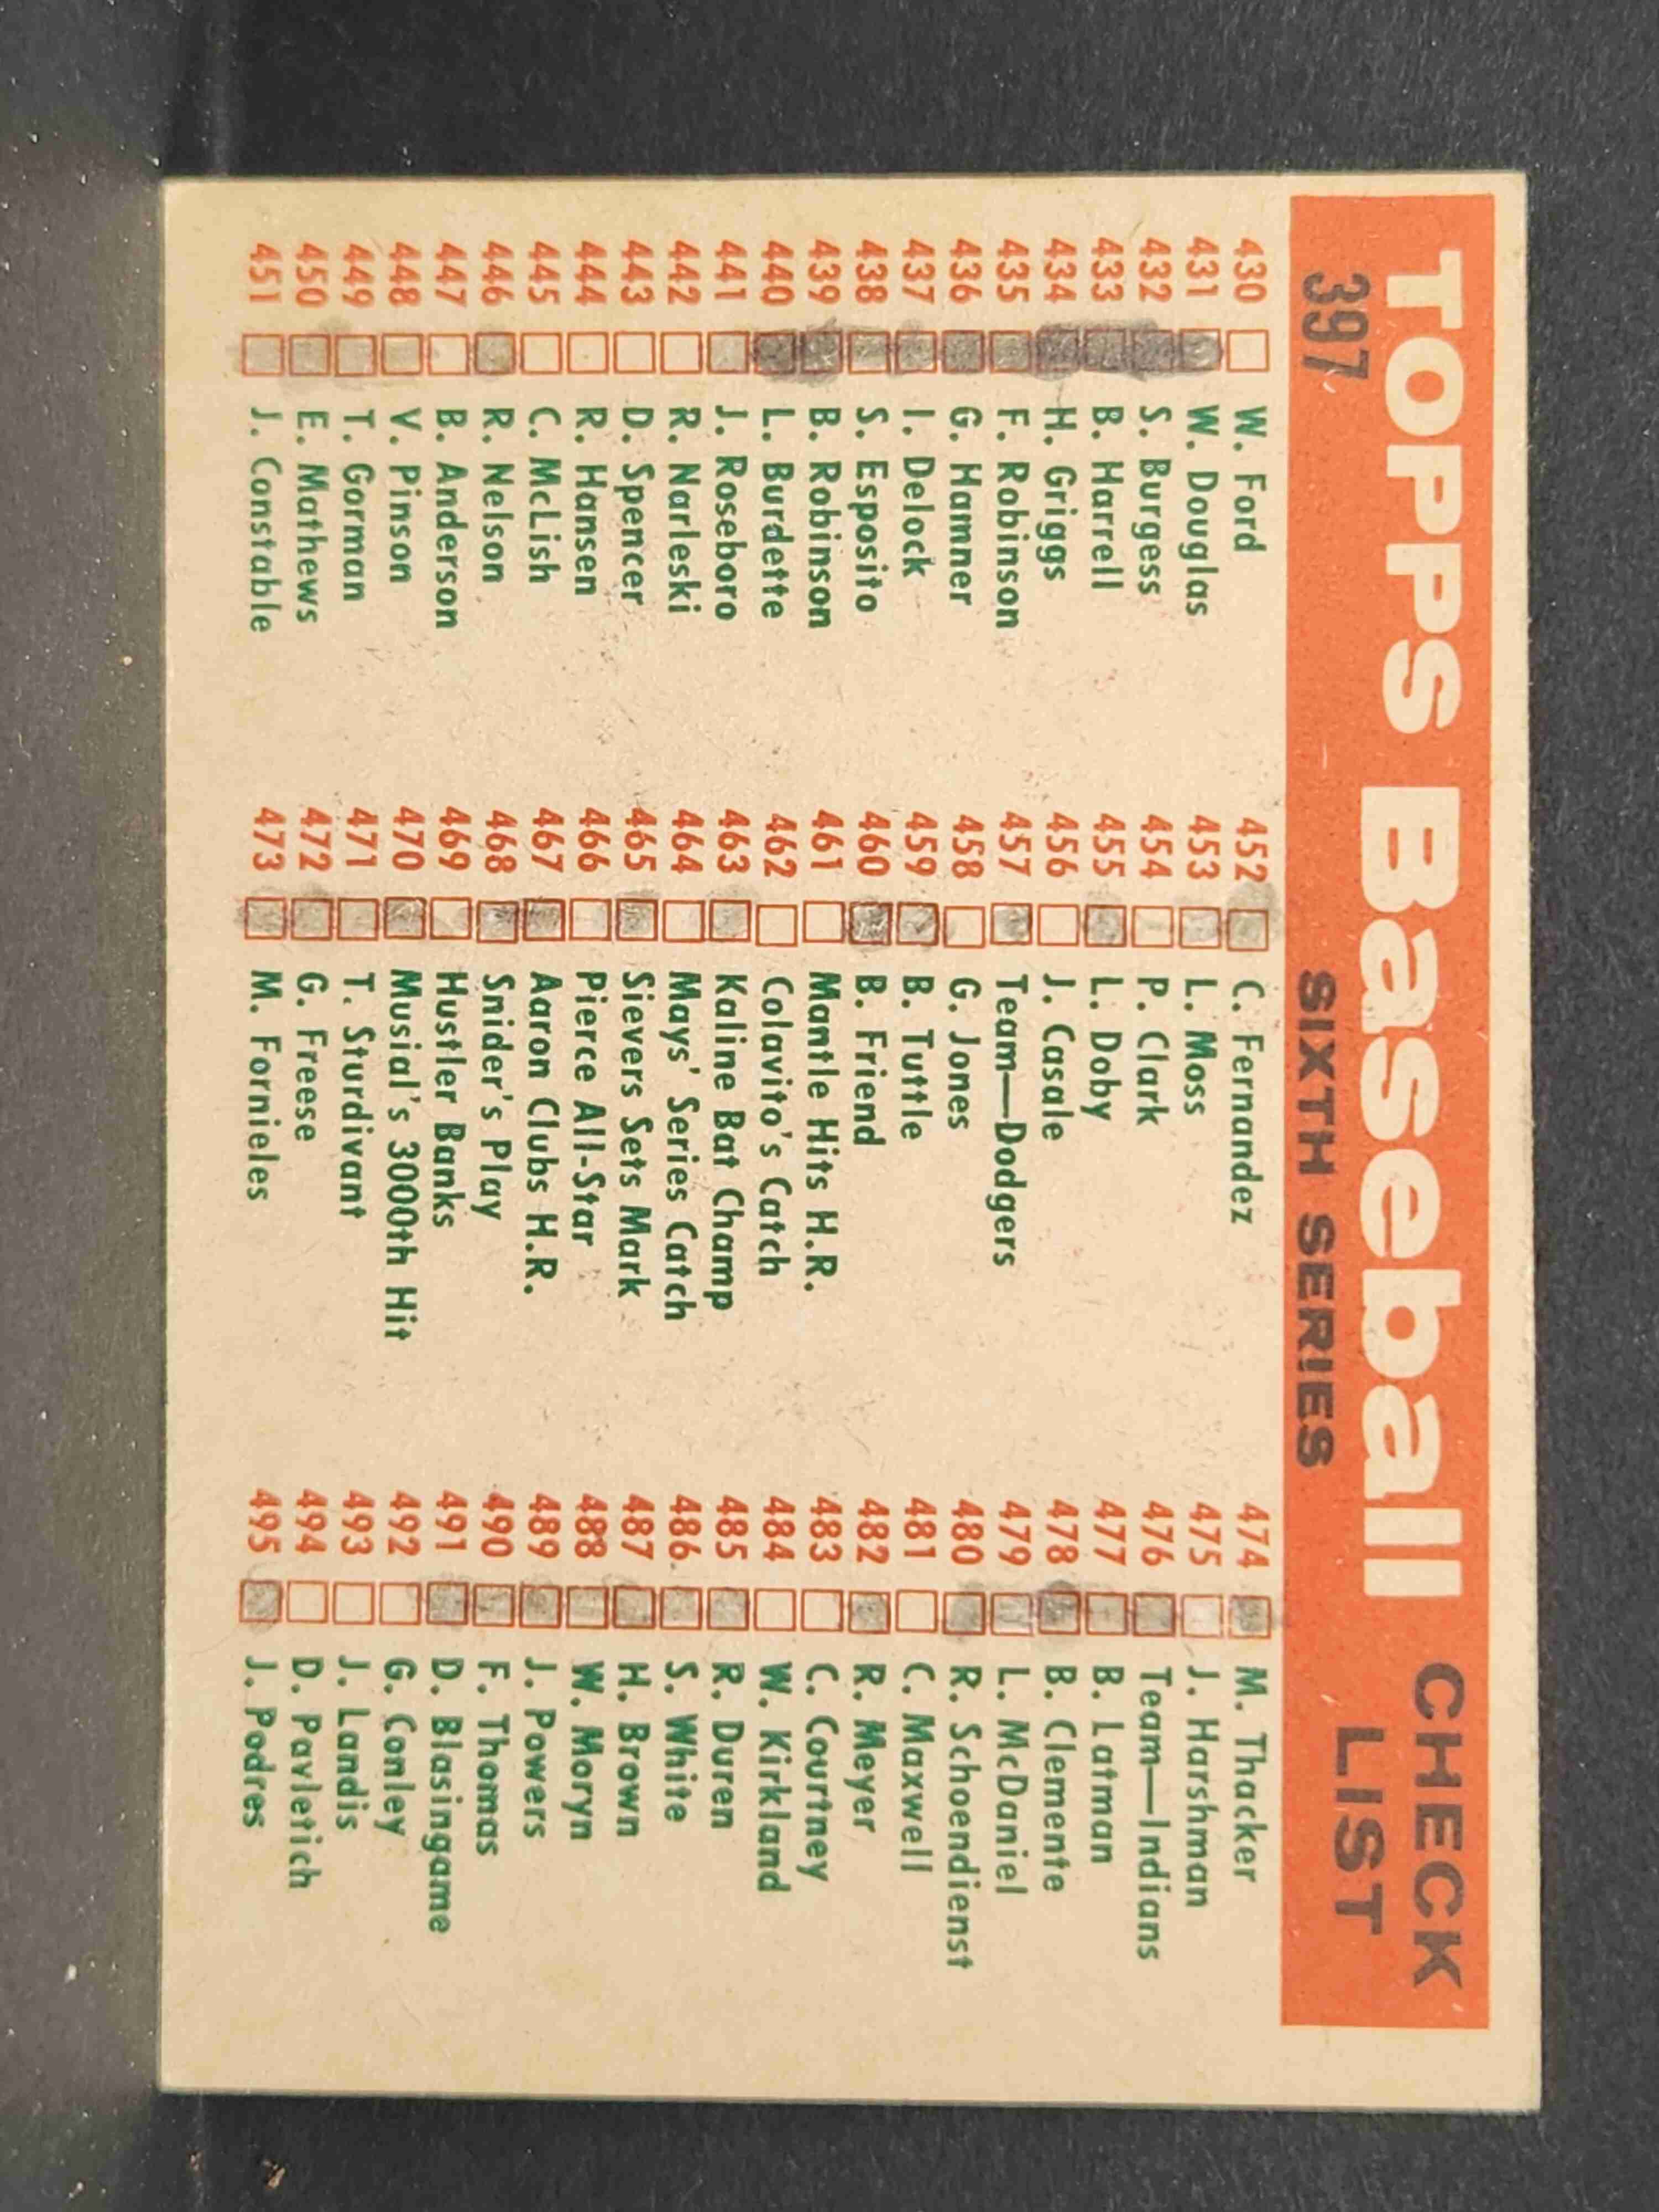 TOPPS Baseball CHECK LIST
397 SIXTH SERIES
430 W. Ford
431 W. Douglas
432 S. Burgess
433 B. Harrell
434 H. Griggs
435 F. Robinson
436 G. Hamner
437 I. Delock
438 S. Esposito
439 B. Robinson
440 L. Burdette
441 J. Roseboro
442 R. Narleski
443 D. Spencer
444 R. Hansen
445 C. McLish
446 R. Nelson
447 B. Anderson
448 V. Pinson
449 T. Gorman
450 E. Mathews
451 J. Constable
452 C. Fernandez
453 L. Moss
454 P. Clark
455 L. Doby
456 J. Casale
457 Team—Dodgers
458 G. Jones
459 B. Tuttle
460 B. Friend
461 Mantle Hits H.R.
462 Colavito's Catch
463 Kaline Bat Champ
464 Mays' Series Catch
465 Sievers Sets Mark
466 Pierce All-Star
467 Aaron Clubs H.R.
468 Snider's Play
469 Hustler Banks
470 Musial's 3000th Hit
471 T. Sturdivant
472 G. Freese
473 M. Fornieles
474 M. Thacker
475 J. Harshman
476 Team—Indians
477 B. Latman
478 B. Clemente
479 L. McDaniel
480 R. Schoendienst
481 C. Maxwell
482 R. Meyer
483 C. Courtney
484 W. Kirkland
485 R. Duren
486 S. White
487 H. Brown
488 W. Moryn
489 J. Powers
490 F. Thomas
491 D. Blasingame
492 G. Conley
493 J. Landis
494 D. Pavletich
495 J. Podres